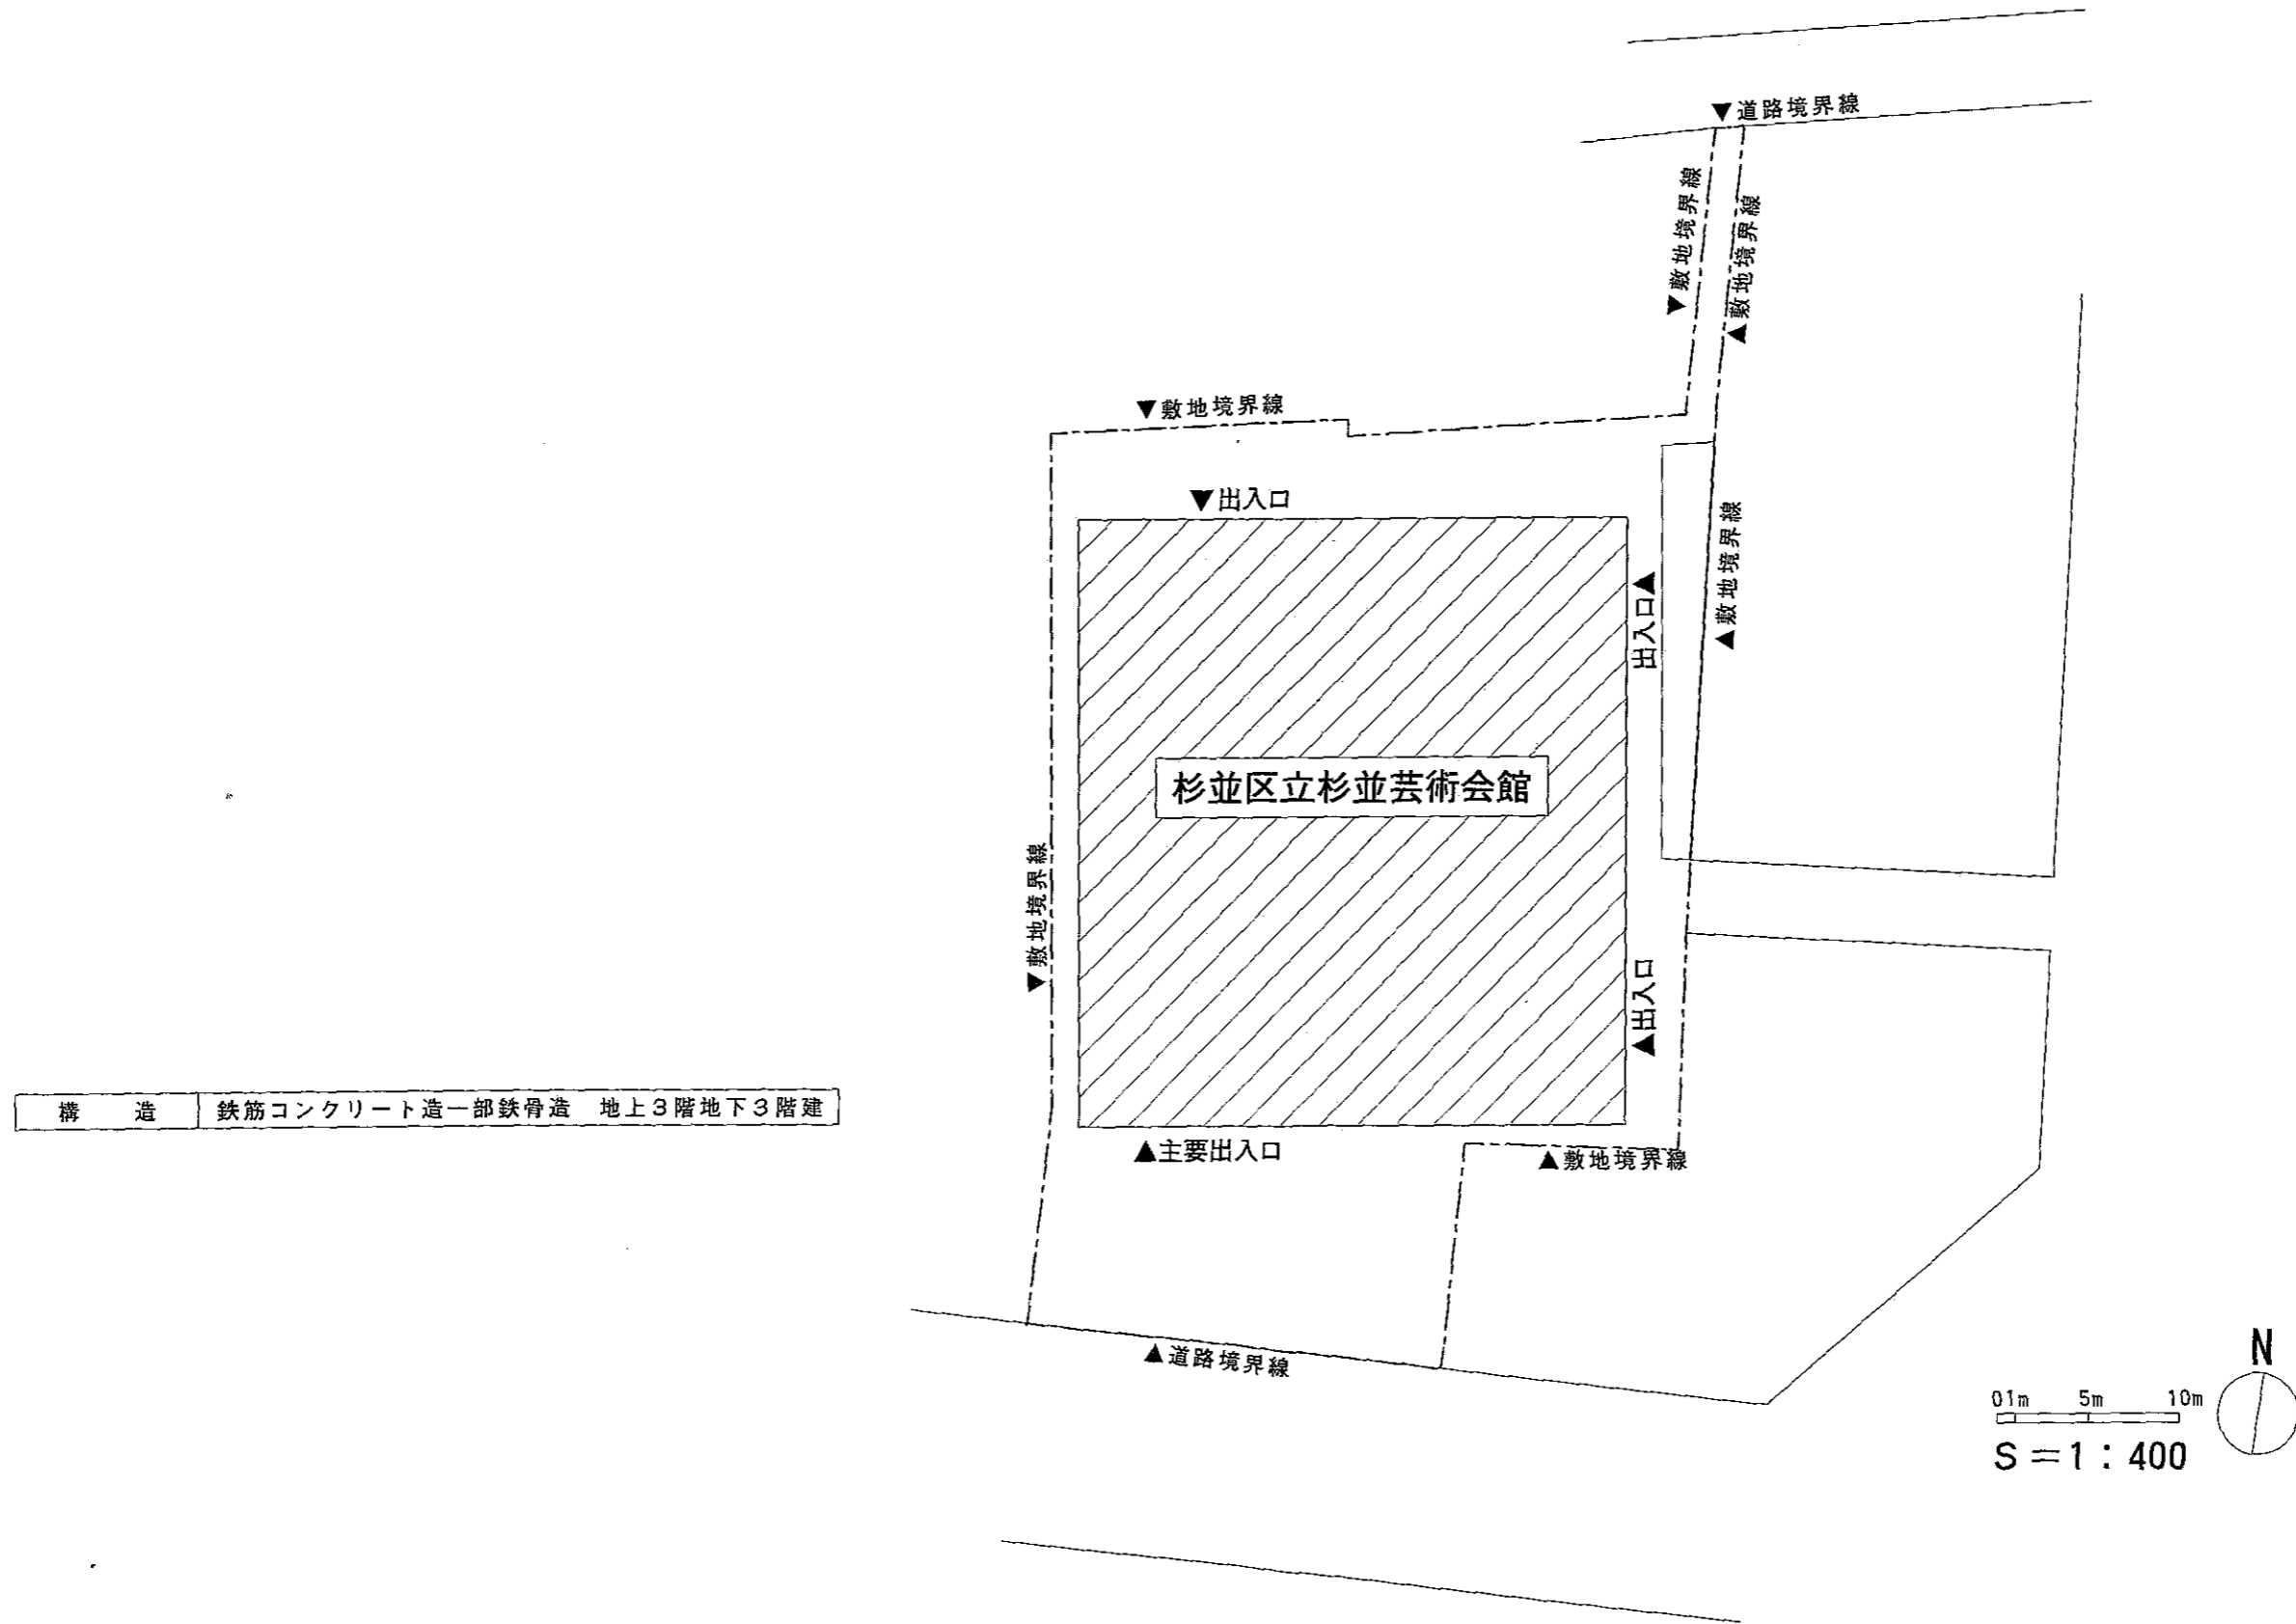 ▼道路境界線
▼敷地境界線
▲敷地境界線
▼敷地境界線
▼出入口
出入口▲
▲敷地境界線
杉並区立杉並芸術会館
▼敷地境界線
▲出入口
構 造 鉄筋コンクリート造一部鉄骨造 地上3階地下3階建
▲主要出入口
▲敷地境界線
▲道路境界線
N
01m 5m 10m
S=1:400